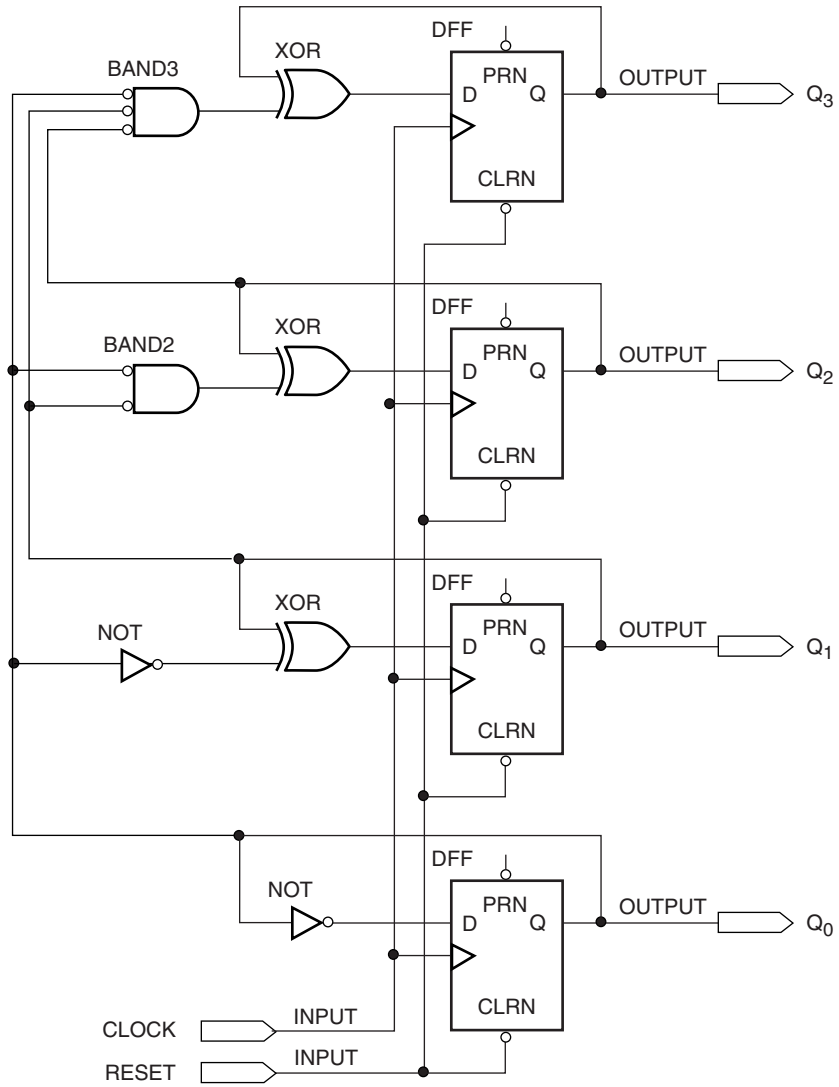 DFF
XOR
PRN
BAND3
OUTPUT
D
Q
Q3
CLRN
DFF
XOR
PRN
BAND2
OUTPUT
D
Q
Q2
CLRN
DFF
XOR
PRN
NOT
OUTPUT
D
Q
Q1
CLRN
DFF
NOT
PRN
OUTPUT
D
Q
Q0
CLRN
CLOCK
INPUT
RESET
INPUT